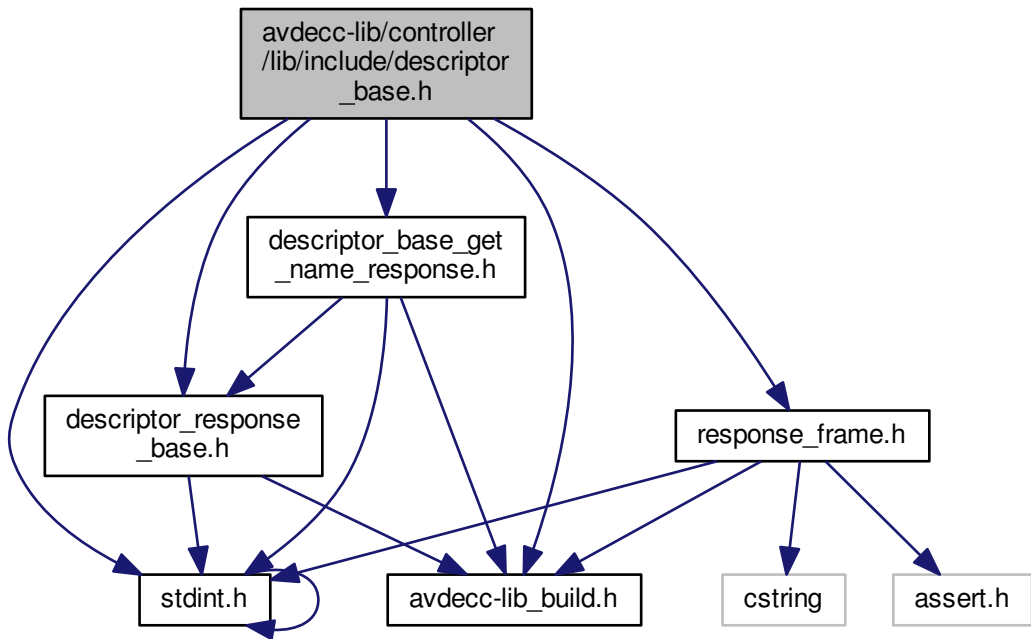 avdecc-lib/controller
/lib/include/descriptor
_base.h
descriptor_base_get
_name_response.h
descriptor_response
_base.h
response_frame.h
stdint.h
avdecc-lib_build.h
cstring
assert.h